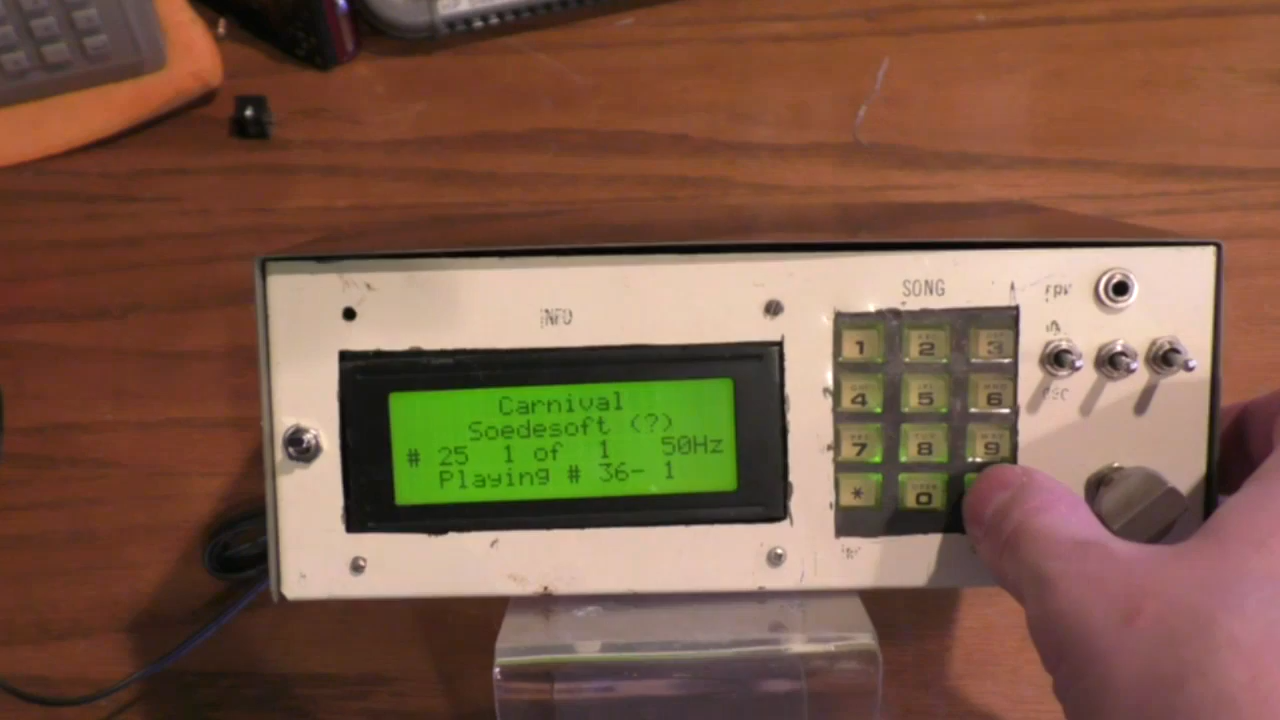 SONG
INFO
Carnival
Soedesoft (?)
# 25 1 of 1 50Hz
Playing # 36- 1
1 2 3
4 5 6
7 8 9
* 0